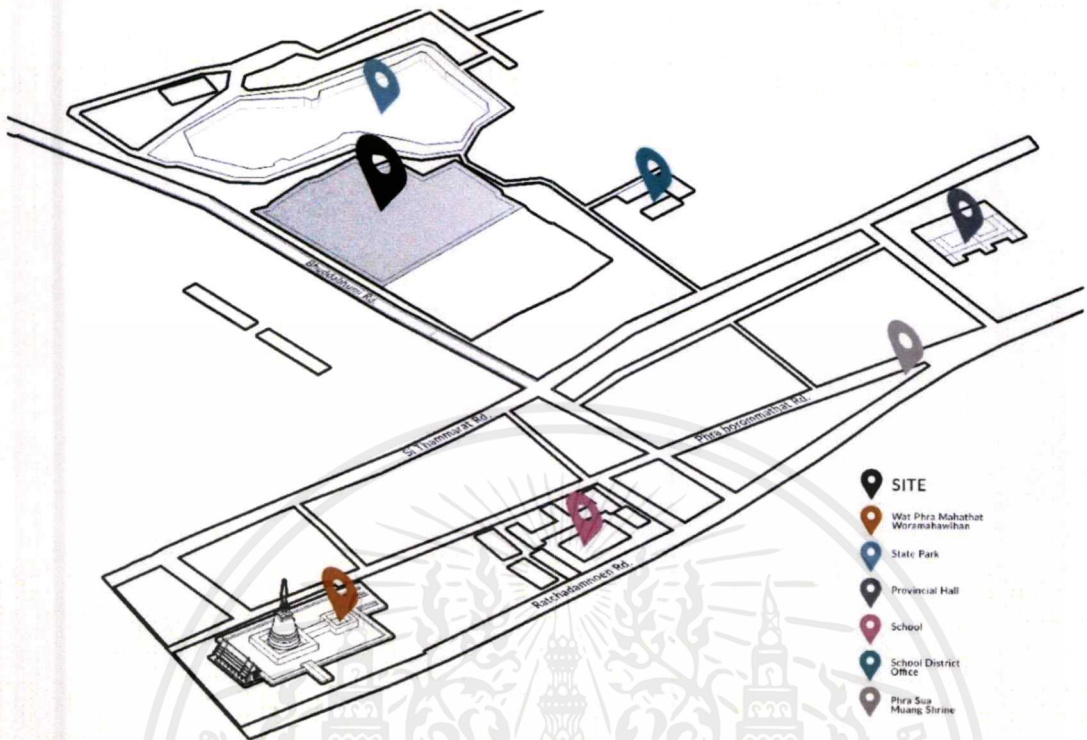 Bhuddabhumi Rd.
Si Thammarat Rd.
Phra borommathat Rd.
Ratchadamnoen Rd.
SITE
Wat Phra Mahathat
Woramahawihan
State Park
Provincial Hall
School
School District
Office
Phra Sua
Muang Shrine